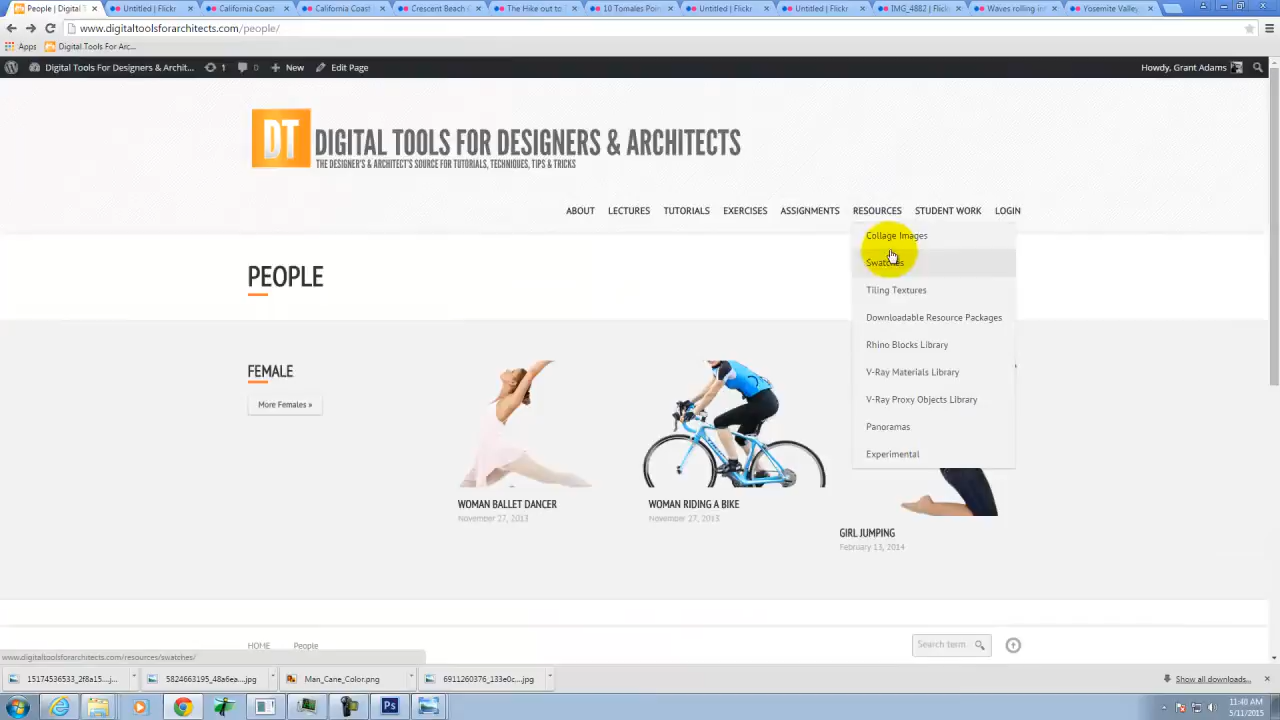 People | Digital T
Untitled | Flickr
California Coast
California Coast
Crescent Beach
The Hike out to
10 Tomales Poin
Untitled | Flickr
Untitled | Flickr
IMG_4882 | Flick
Waves rolling in
Yosemite Valley
www.digitaltoolsforarchitects.com/people/
Apps Digital Tools For Arc...
Digital Tools For Designers & Archit... 1 0 New Edit Page Howdy, Grant Adams
DT DIGITAL TOOLS FOR DESIGNERS & ARCHITECTS
THE DESIGNER'S & ARCHITECT'S SOURCE FOR TUTORIALS, TECHNIQUES, TIPS & TRICKS
ABOUT LECTURES TUTORIALS EXERCISES ASSIGNMENTS RESOURCES STUDENT WORK LOGIN
Collage Images
Swatches
Tiling Textures
Downloadable Resource Packages
Rhino Blocks Library
V-Ray Materials Library
V-Ray Proxy Objects Library
Panoramas
Experimental
PEOPLE
FEMALE
More Females »
WOMAN BALLET DANCER
November 27, 2013
WOMAN RIDING A BIKE
November 27, 2013
GIRL JUMPING
February 13, 2014
HOME People
Search term
www.digitaltoolsforarchitects.com/resources/swatches/
15174536533_2f8a15....jpg
5824663195_48a6ea...jpg
Man_Cane_Color.png
6911260376_133e0c...jpg
Show all downloads...
Ps
11:40 AM
5/11/2015